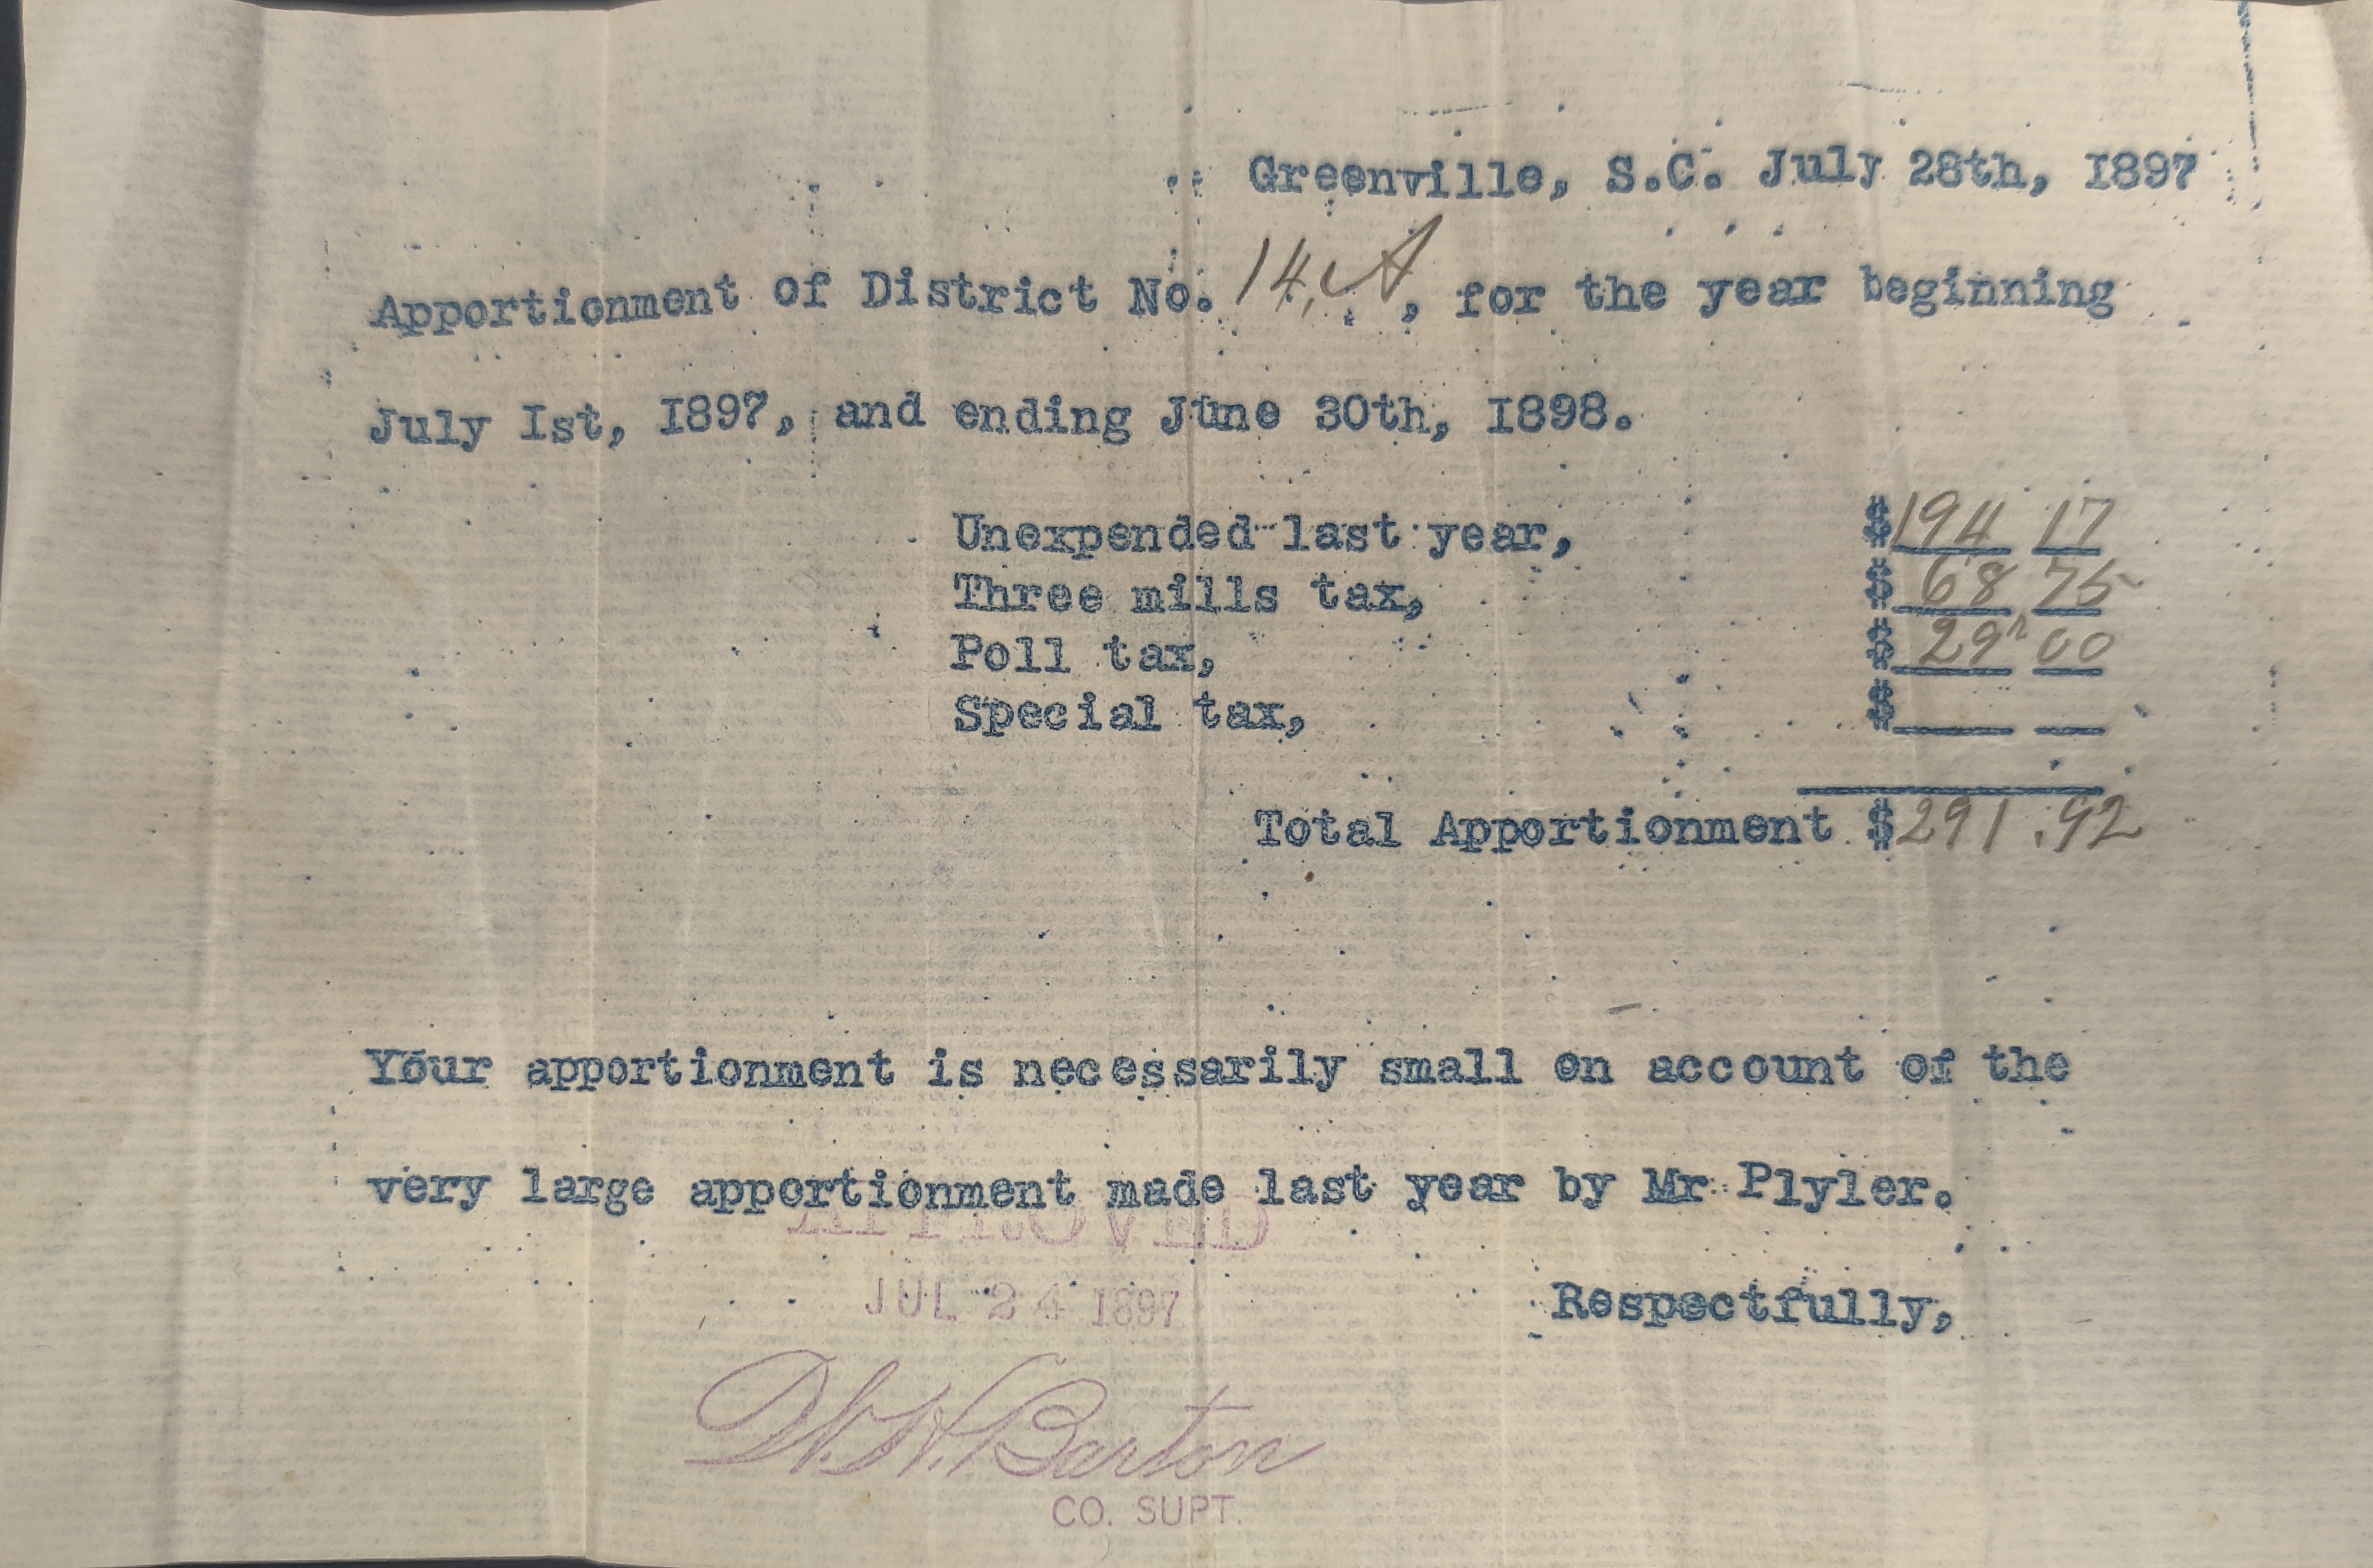 Greenville, S.C. July 28th, 1897
Apportionment of District No. 14, A, for the year beginning
July Ist, 1897, and ending June 30th, 1898.
Unexpended last year, $194 17
Three mills tax, $ 68 75
Poll tax, $ 29 00
Special tax, $
Total Apportionment $291.92
Your apportionment is necessarily small on account of the
very large apportionment made last year by Mr Plyler.
APPROVED
JUL 24 1897
Respectfully,
Barton
CO. SUPT.